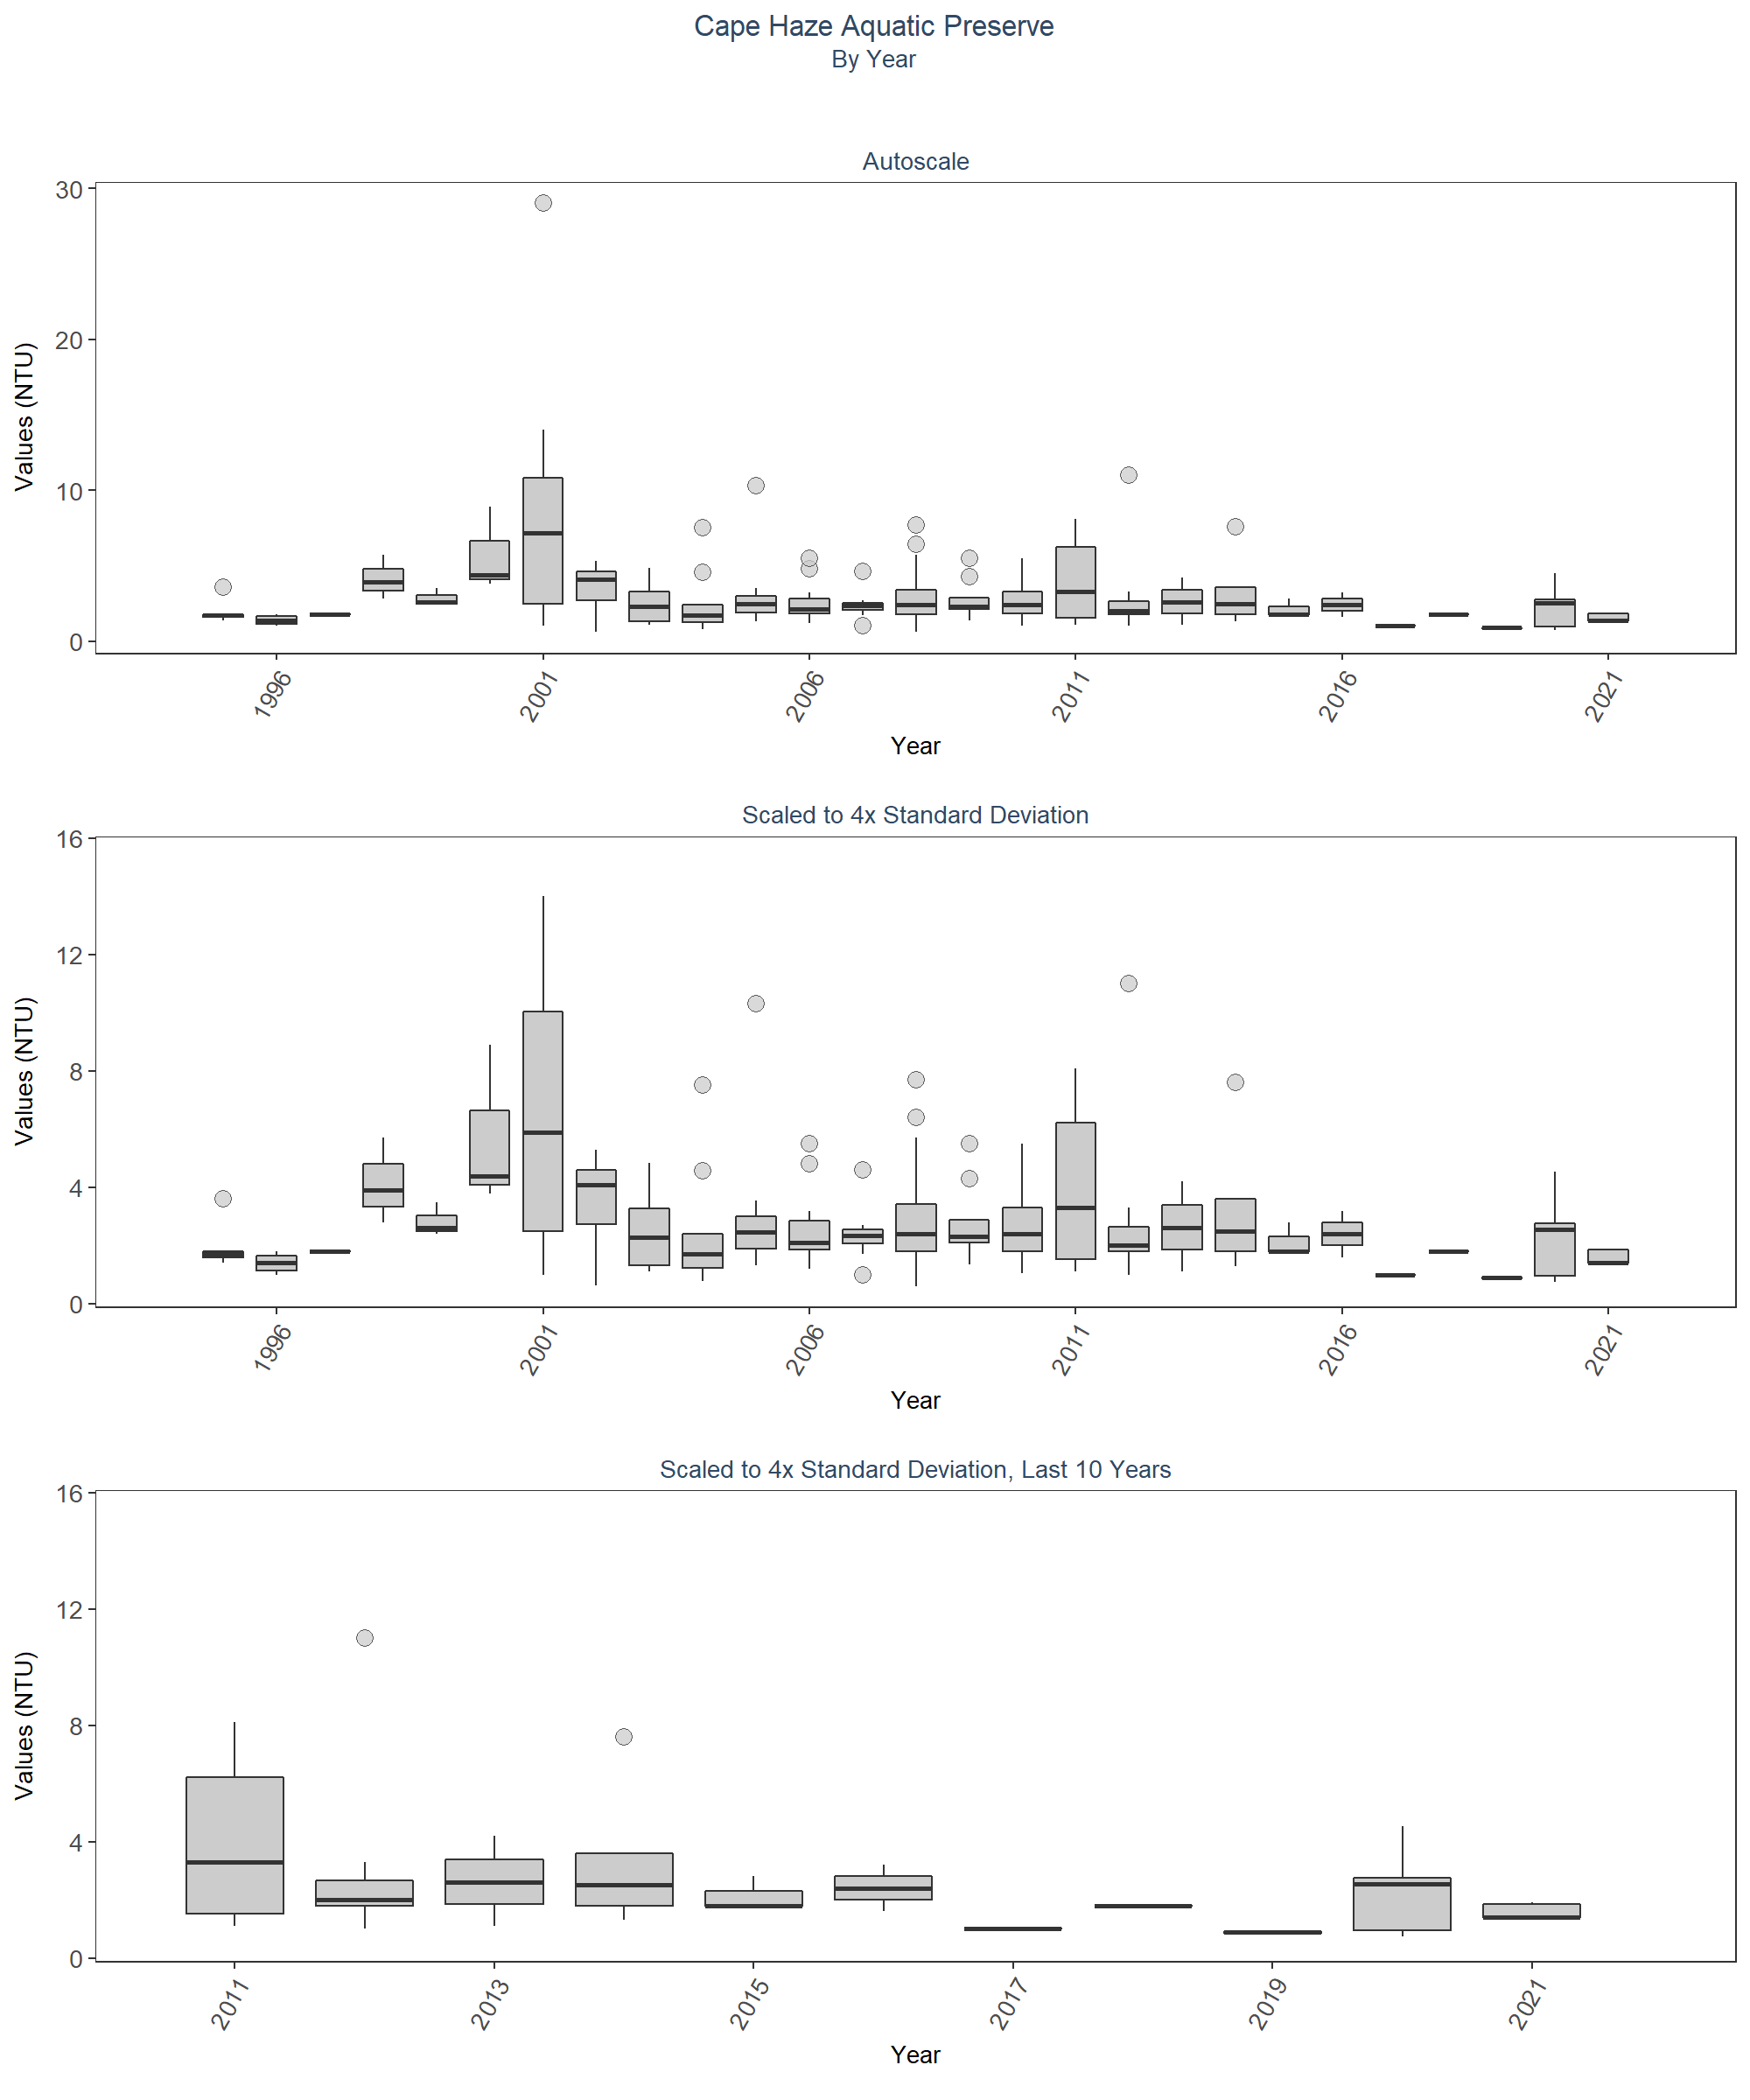 Cape Haze Aquatic Preserve
By Year
Autoscale
Values (NTU)
30
20
10
0
1996
2001
2006
2011
2016
2021
Year
Scaled to 4x Standard Deviation
Values (NTU)
16
12
8
4
0
1996
2001
2006
2011
2016
2021
Year
Scaled to 4x Standard Deviation, Last 10 Years
Values (NTU)
16
12
8
4
0
2011
2013
2015
2017
2019
2021
Year